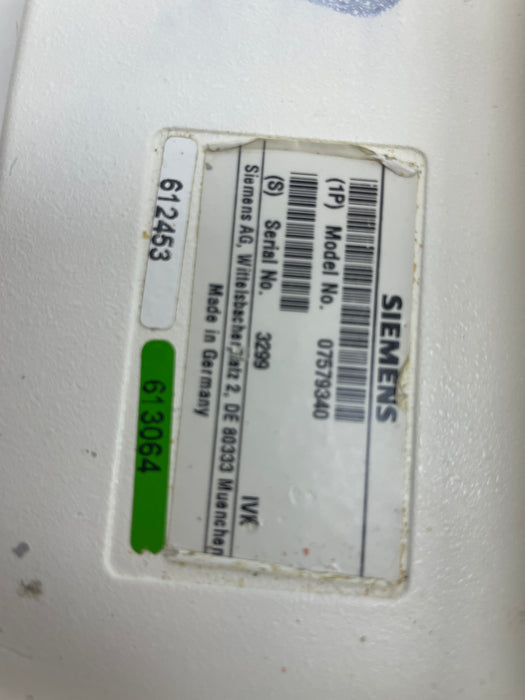 SIEMENS
(1P) Model No. 07579340
(S) Serial No. 3299 IVK
Siemens AG, Wittelsbacherplatz 2, DE 80333 Muenchen
Made in Germany
612453
613064